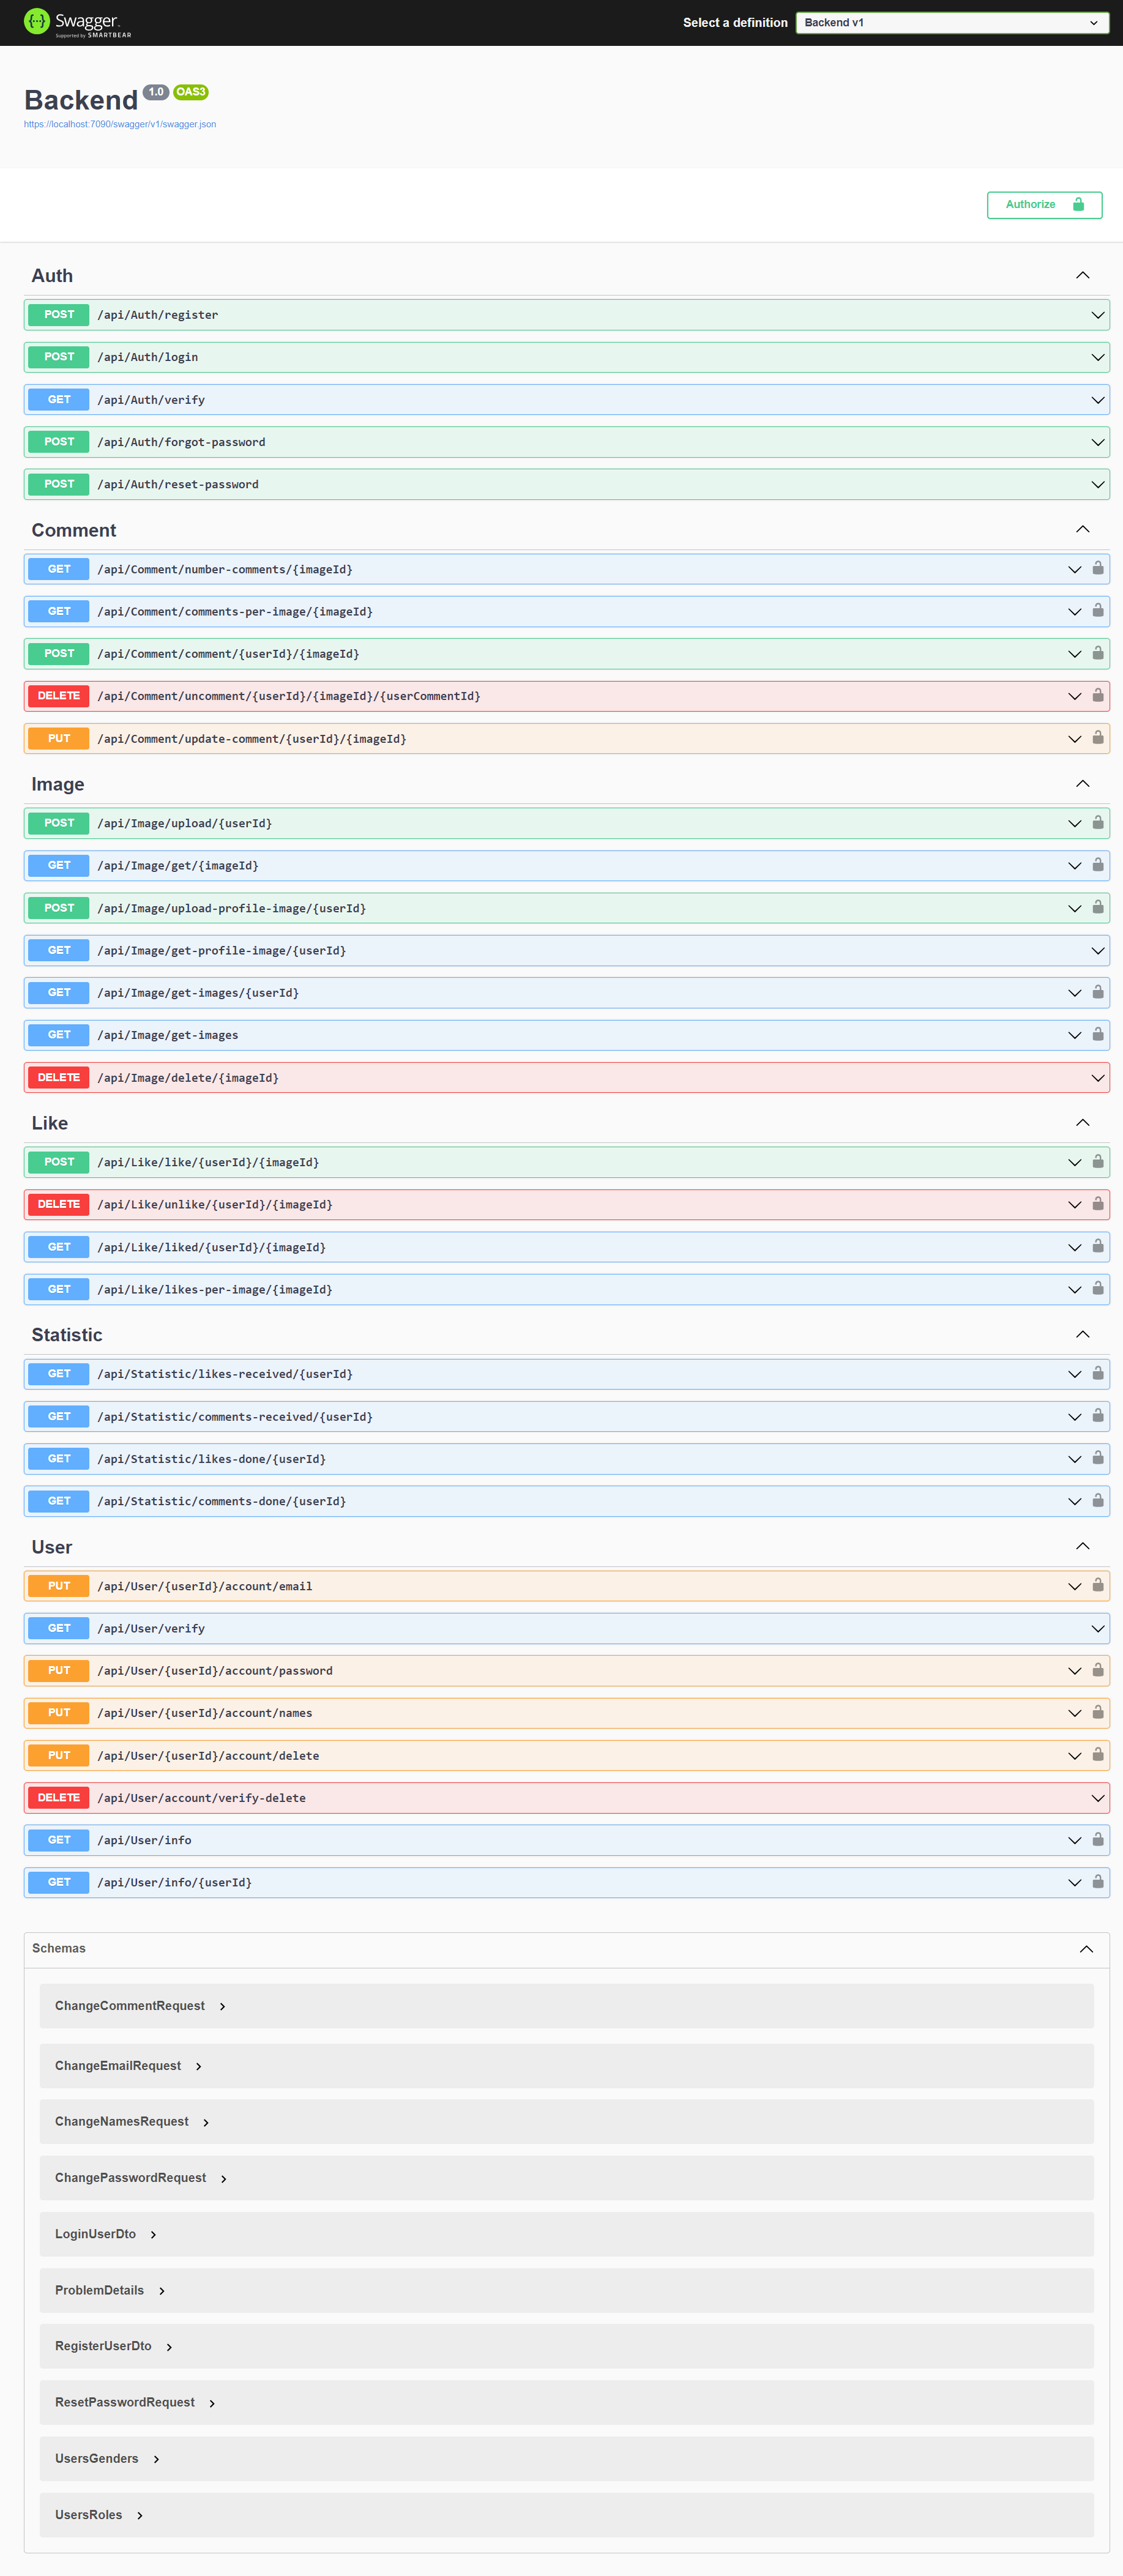 Swagger.
Supported by SMARTBEAR
Select a definition Backend v1
Backend 1.0 OAS3
https://localhost:7090/swagger/v1/swagger.json
Authorize
Auth
POST /api/Auth/register
POST /api/Auth/login
GET /api/Auth/verify
POST /api/Auth/forgot-password
POST /api/Auth/reset-password
Comment
GET /api/Comment/number-comments/{imageId}
GET /api/Comment/comments-per-image/{imageId}
POST /api/Comment/comment/{userId}/{imageId}
DELETE /api/Comment/uncomment/{userId}/{imageId}/{userCommentId}
PUT /api/Comment/update-comment/{userId}/{imageId}
Image
POST /api/Image/upload/{userId}
GET /api/Image/get/{imageId}
POST /api/Image/upload-profile-image/{userId}
GET /api/Image/get-profile-image/{userId}
GET /api/Image/get-images/{userId}
GET /api/Image/get-images
DELETE /api/Image/delete/{imageId}
Like
POST /api/Like/like/{userId}/{imageId}
DELETE /api/Like/unlike/{userId}/{imageId}
GET /api/Like/liked/{userId}/{imageId}
GET /api/Like/likes-per-image/{imageId}
Statistic
GET /api/Statistic/likes-received/{userId}
GET /api/Statistic/comments-received/{userId}
GET /api/Statistic/likes-done/{userId}
GET /api/Statistic/comments-done/{userId}
User
PUT /api/User/{userId}/account/email
GET /api/User/verify
PUT /api/User/{userId}/account/password
PUT /api/User/{userId}/account/names
PUT /api/User/{userId}/account/delete
DELETE /api/User/account/verify-delete
GET /api/User/info
GET /api/User/info/{userId}
Schemas
ChangeCommentRequest
ChangeEmailRequest
ChangeNamesRequest
ChangePasswordRequest
LoginUserDto
ProblemDetails
RegisterUserDto
ResetPasswordRequest
UsersGenders
UsersRoles